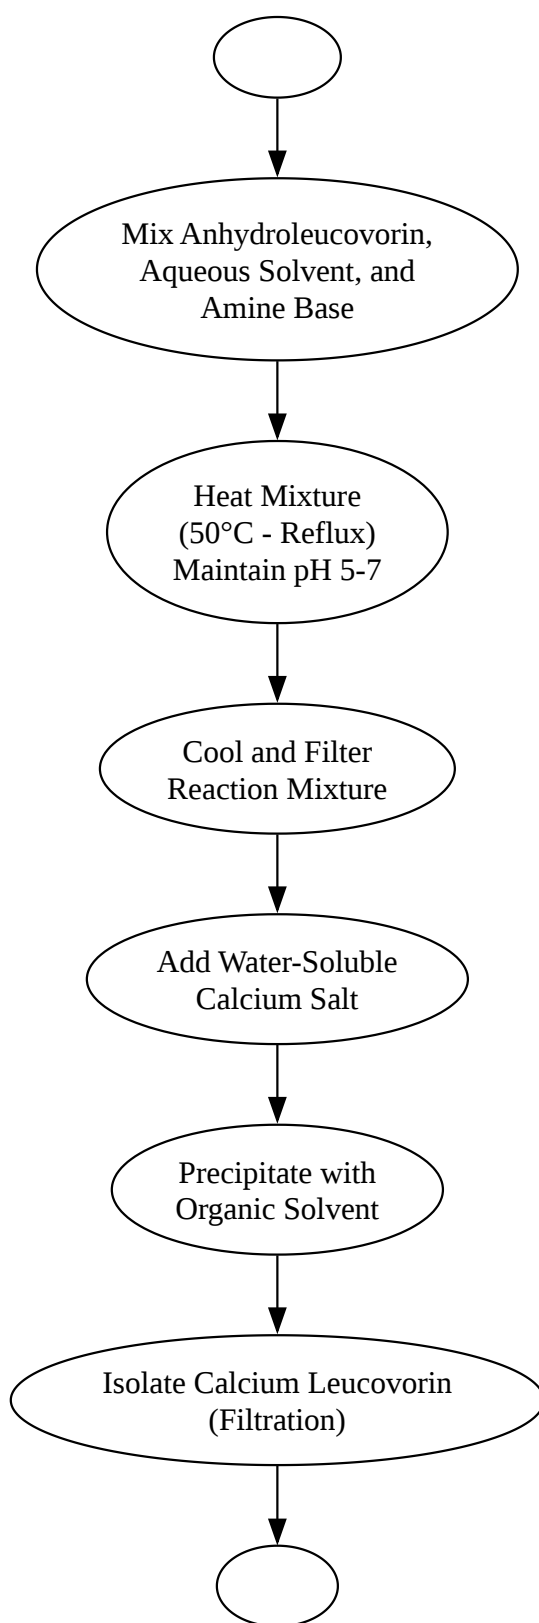 Mix Anhydroleucovorin,
Aqueous Solvent, and
Amine Base
Heat Mixture
(50°C - Reflux)
Maintain pH 5-7
Cool and Filter
Reaction Mixture
Add Water-Soluble
Calcium Salt
Precipitate with
Organic Solvent
Isolate Calcium Leucovorin
(Filtration)